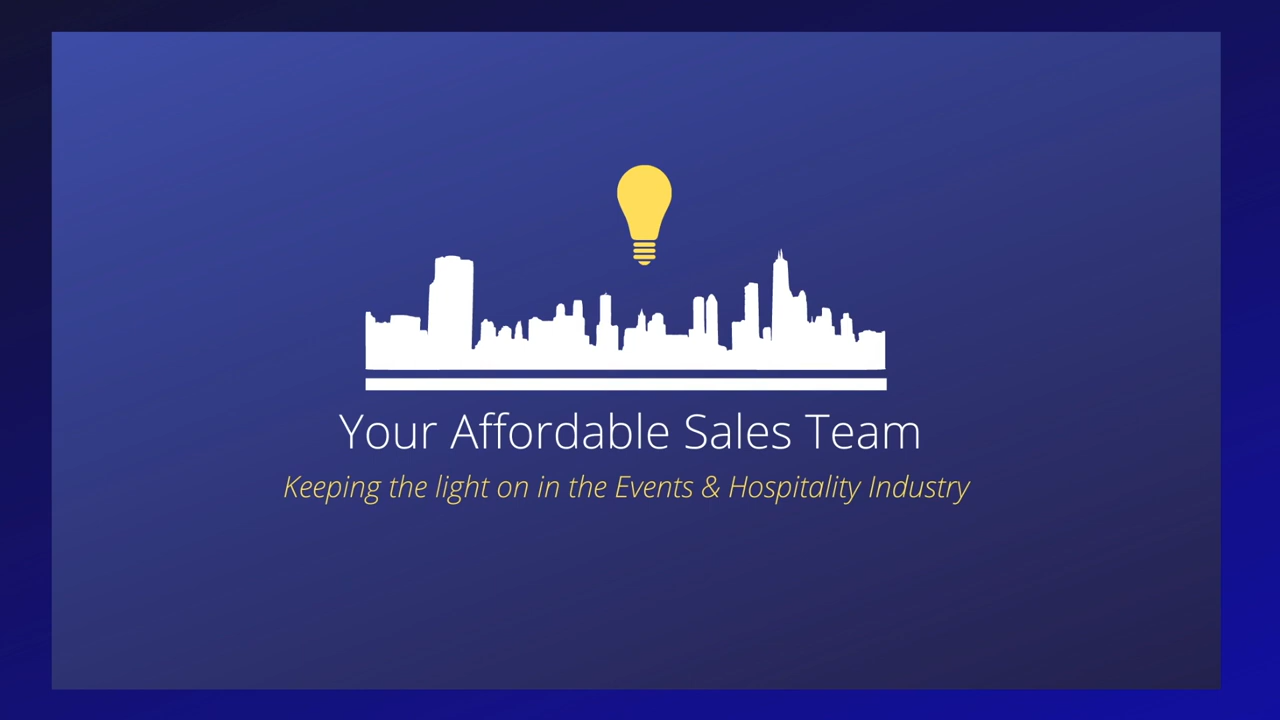 Your Affordable Sales Team
Keeping the light on in the Events & Hospitality Industry